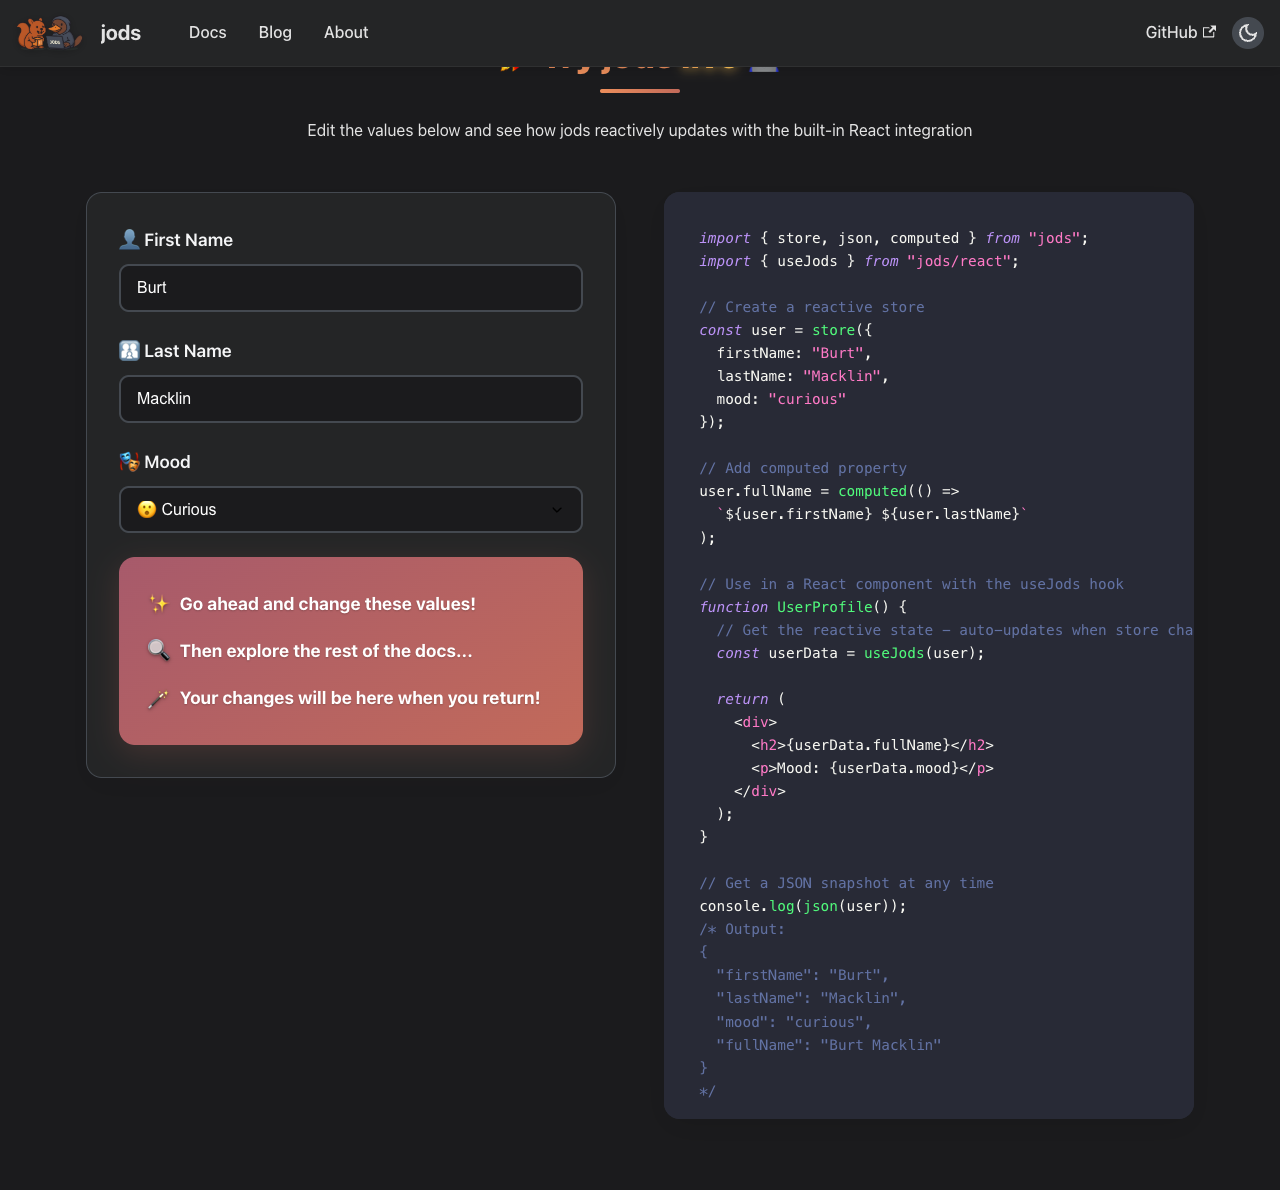 jods
Docs
Blog
About
GitHub
Try jods live
Edit the values below and see how jods reactively updates with the built-in React integration
First Name
Burt
Last Name
Macklin
Mood
Curious
Go ahead and change these values!
Then explore the rest of the docs...
Your changes will be here when you return!
import { store, json, computed } from "jods";
import { useJods } from "jods/react";
// Create a reactive store
const user = store({
  firstName: "Burt",
  lastName: "Macklin",
  mood: "curious"
});
// Add computed property
user.fullName = computed(() =>
  `${user.firstName} ${user.lastName}`
);
// Use in a React component with the useJods hook
function UserProfile() {
  // Get the reactive state – auto-updates when store cha
  const userData = useJods(user);
  return (
    <div>
      <h2>{userData.fullName}</h2>
      <p>Mood: {userData.mood}</p>
    </div>
  );
}
// Get a JSON snapshot at any time
console.log(json(user));
/* Output:
{
  "firstName": "Burt",
  "lastName": "Macklin",
  "mood": "curious",
  "fullName": "Burt Macklin"
}
*/